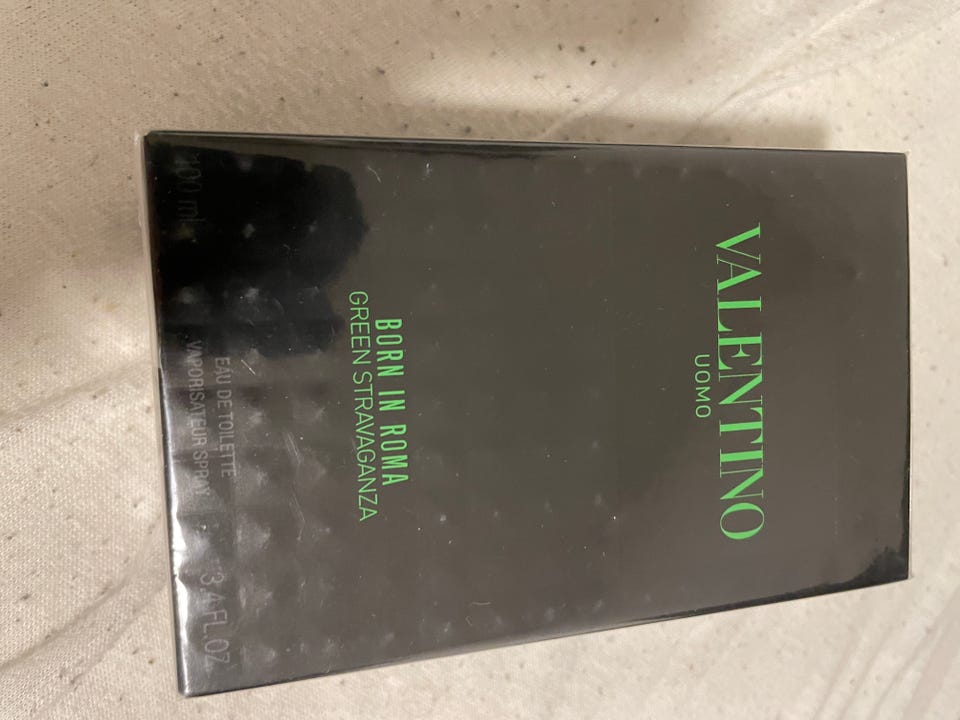 VALENTINO
UOMO
BORN IN ROMA
GREEN STRAVAGANZA
EAU DE TOILETTE
VAPORISATEUR SPRAY
100 ml
3,4 FL.OZ